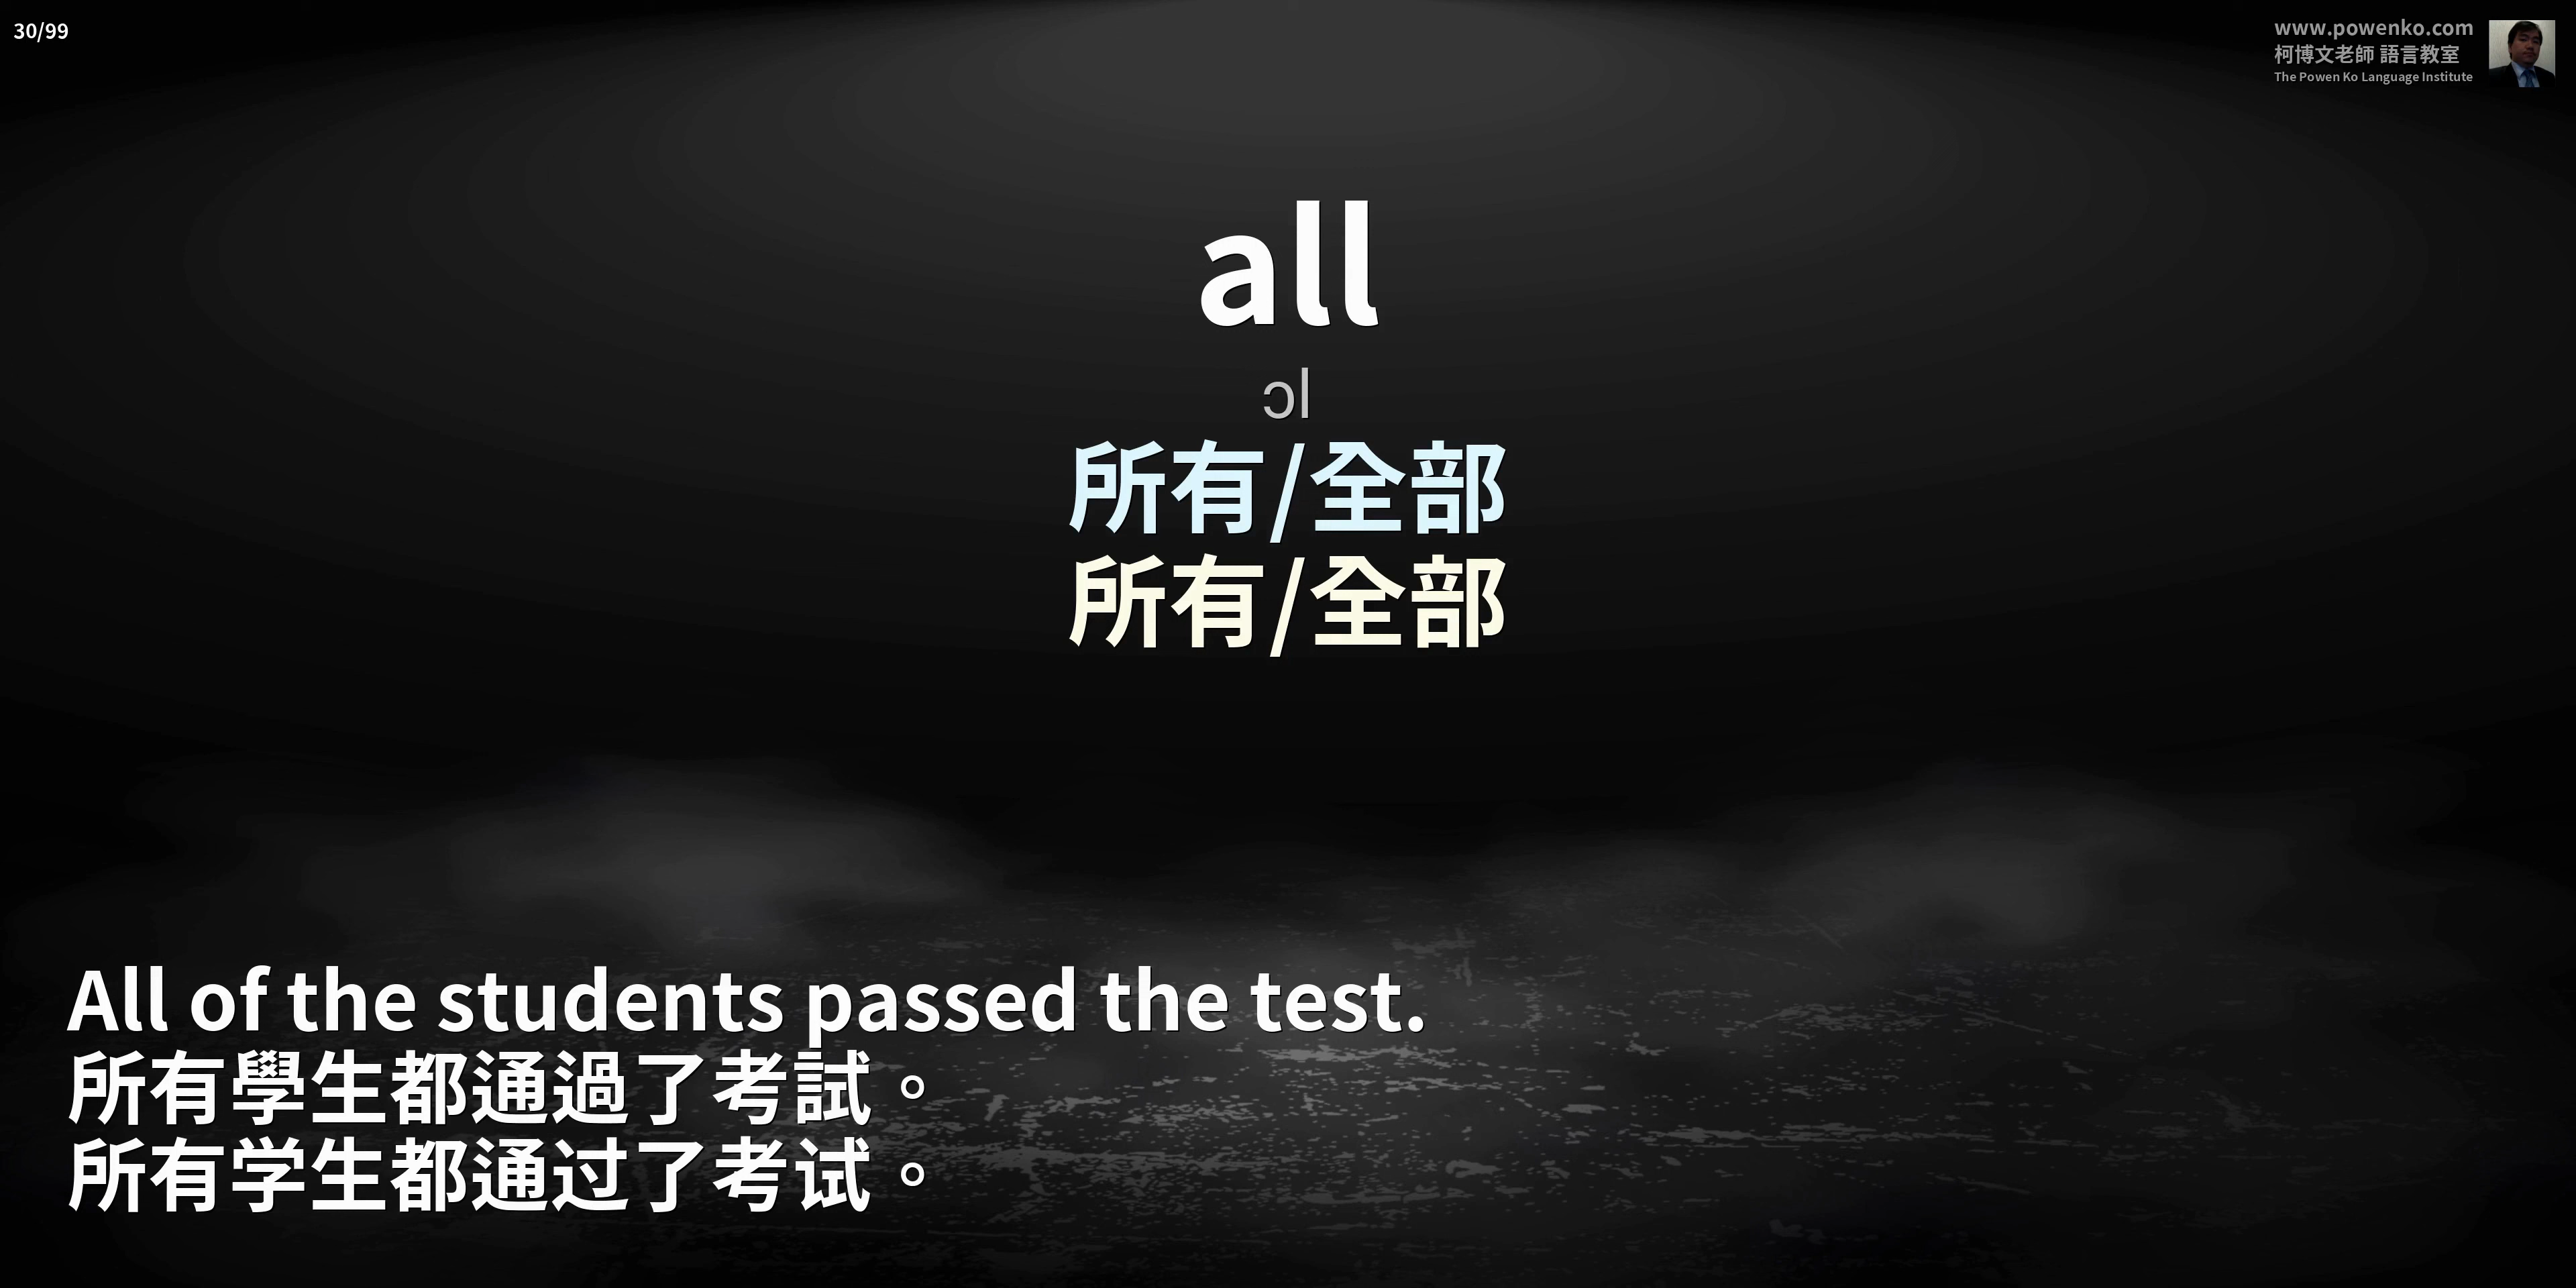 30/99
www.powenko.com
柯博文老師 語言教室
The Powen Ko Language Institute
all
ɔl
所有/全部
所有/全部
All of the students passed the test.
所有學生都通過了考試。
所有学生都通过了考试。